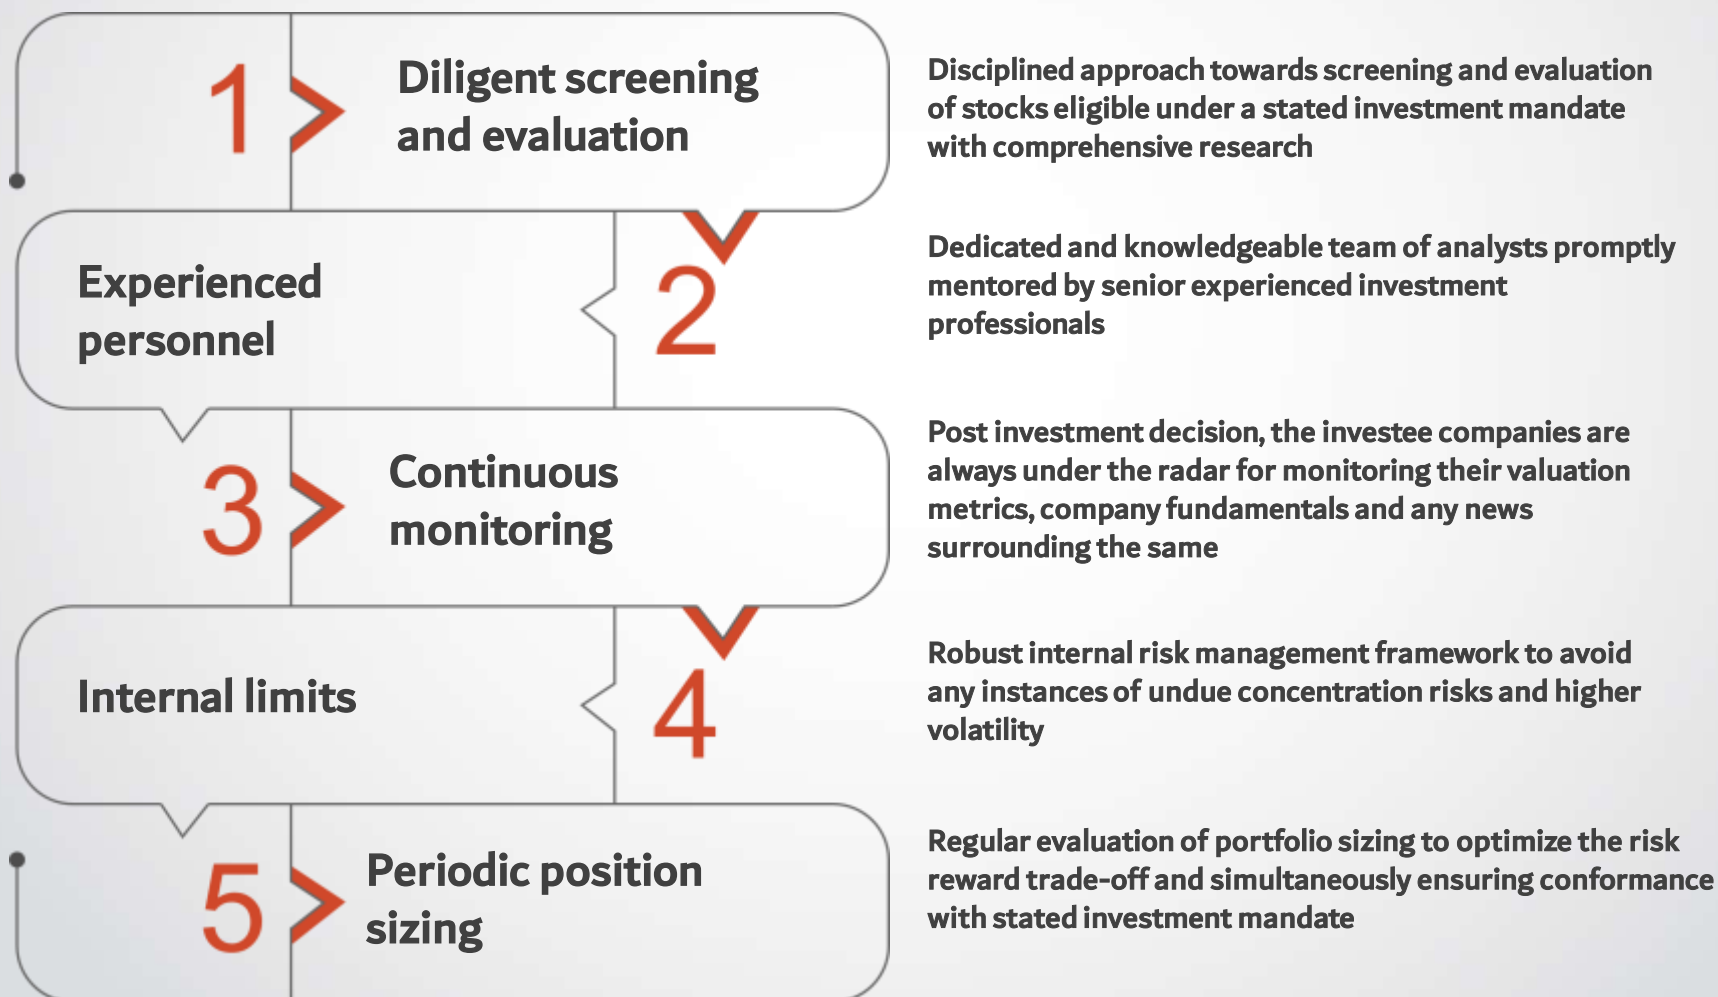 1
Diligent screening
and evaluation
Disciplined approach towards screening and evaluation
of stocks eligible under a stated investment mandate
with comprehensive research
Experienced
personnel
2
Dedicated and knowledgeable team of analysts promptly
mentored by senior experienced investment
professionals
3
Continuous
monitoring
Post investment decision, the investee companies are
always under the radar for monitoring their valuation
metrics, company fundamentals and any news
surrounding the same
Internal limits
4
Robust internal risk management framework to avoid
any instances of undue concentration risks and higher
volatility
5
Periodic position
sizing
Regular evaluation of portfolio sizing to optimize the risk
reward trade-off and simultaneously ensuring conformance
with stated investment mandate